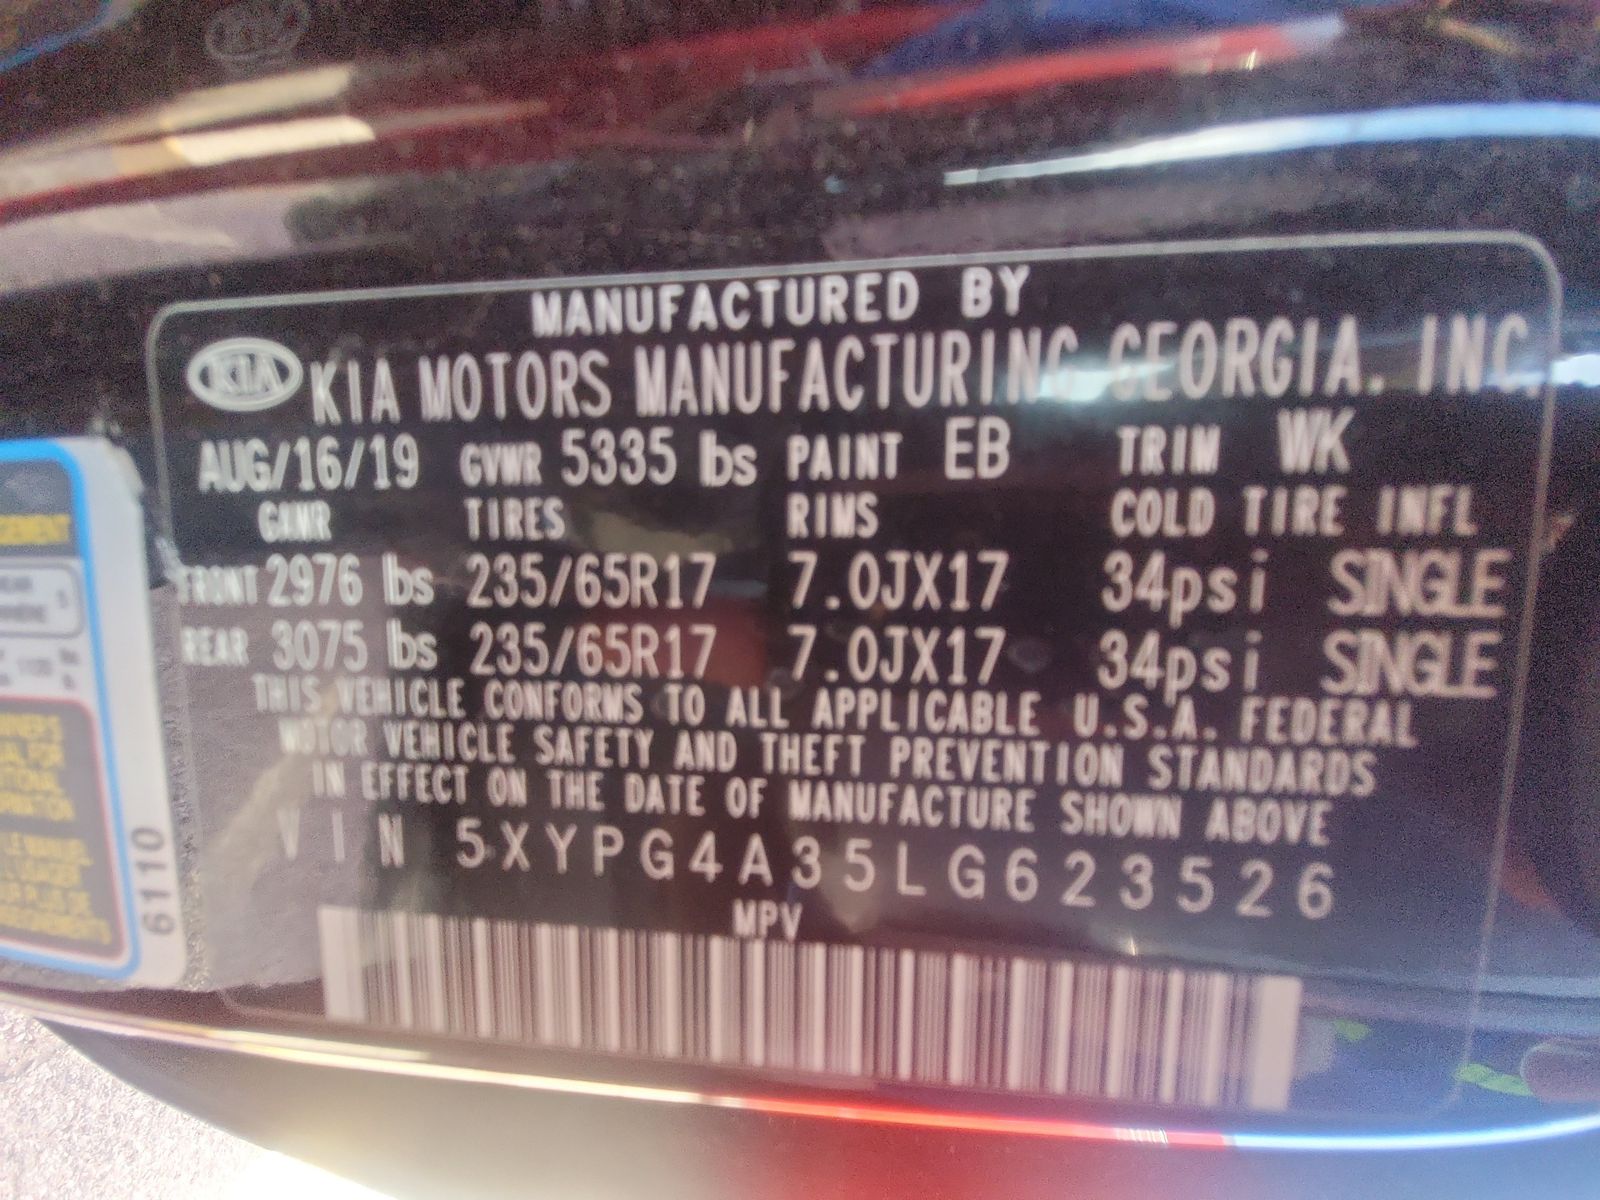 MANUFACTURED BY
KIA KIA MOTORS MANUFACTURING GEORGIA. INC.
AUG/16/19 GVWR 5335 lbs PAINT EB TRIM WK
GAWR TIRES RIMS COLD TIRE INFL
FRONT 2976 lbs 235/65R17 7.0JX17 34psi SINGLE
REAR 3075 lbs 235/65R17 7.0JX17 34psi SINGLE
THIS VEHICLE CONFORMS TO ALL APPLICABLE U.S.A. FEDERAL
MOTOR VEHICLE SAFETY AND THEFT PREVENTION STANDARDS
IN EFFECT ON THE DATE OF MANUFACTURE SHOWN ABOVE
VIN 5XYPG4A35LG623526
MPV
6110